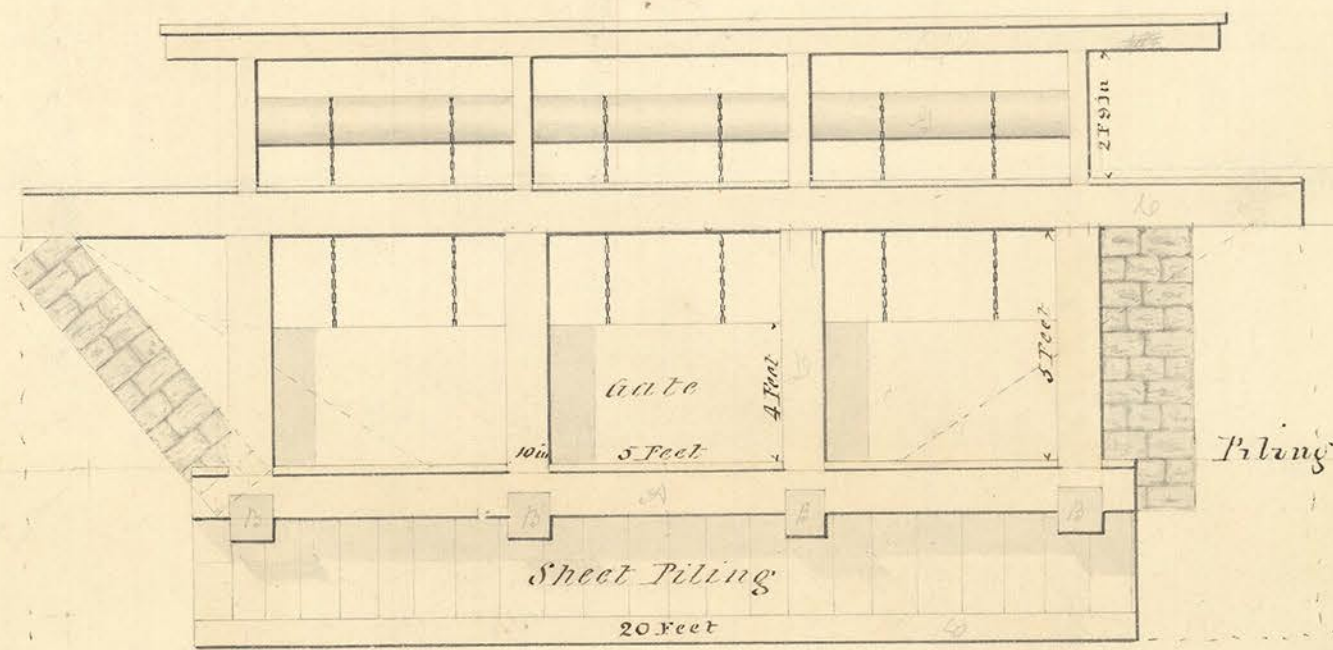 2 F 9 In
Gate
4 Feet
5 Feet
10 in
5 Feet
Piling
B
B
B
B
Sheet Piling
20 Feet